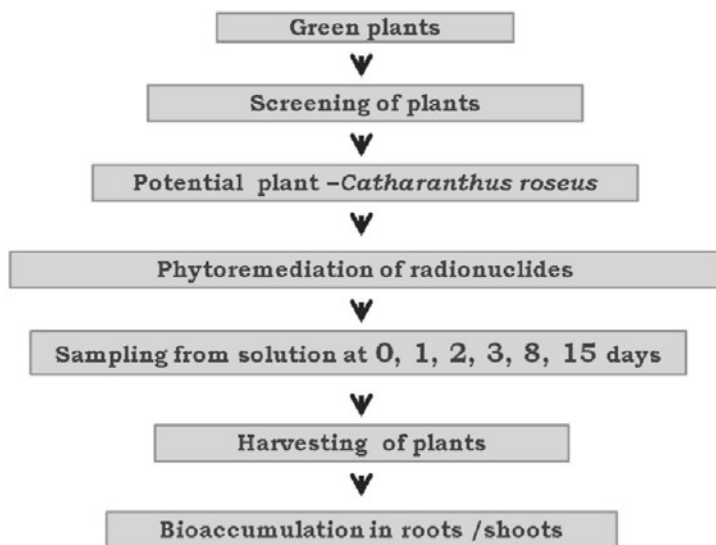 Green plants
Screening of plants
Potential plant –Catharanthus roseus
Phytoremediation of radionuclides
Sampling from solution at 0, 1, 2, 3, 8, 15 days
Harvesting of plants
Bioaccumulation in roots /shoots